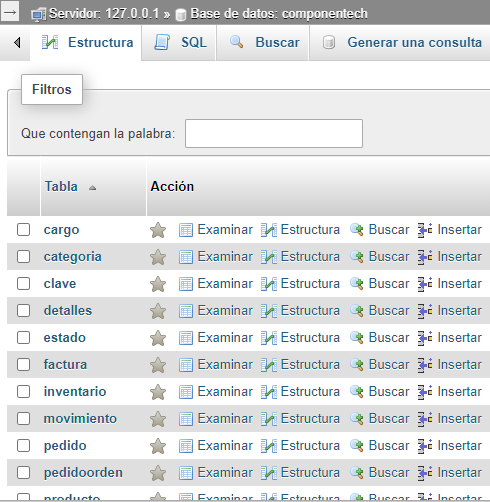 Servidor: 127.0.0.1 » Base de datos: componentech
Estructura SQL Buscar Generar una consulta
Filtros
Que contengan la palabra:
Tabla Acción
cargo Examinar Estructura Buscar Insertar
categoria Examinar Estructura Buscar Insertar
clave Examinar Estructura Buscar Insertar
detalles Examinar Estructura Buscar Insertar
estado Examinar Estructura Buscar Insertar
factura Examinar Estructura Buscar Insertar
inventario Examinar Estructura Buscar Insertar
movimiento Examinar Estructura Buscar Insertar
pedido Examinar Estructura Buscar Insertar
pedidoorden Examinar Estructura Buscar Insertar
producto Examinar Estructura Buscar Insertar